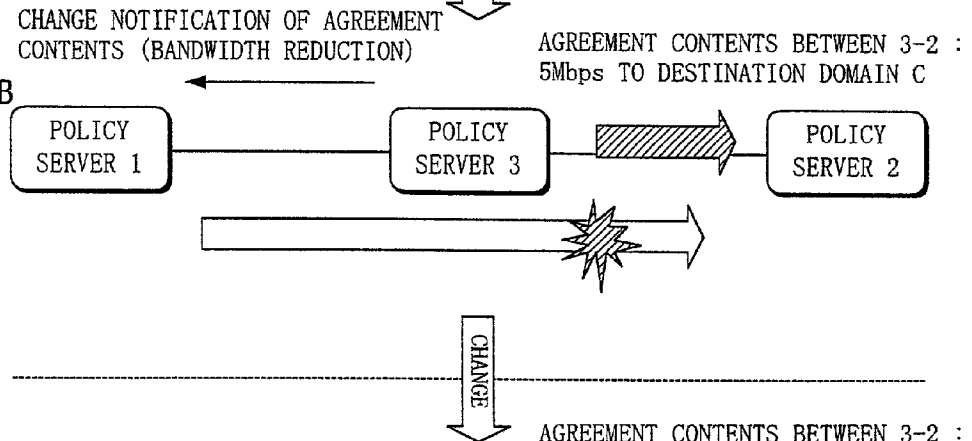 CHANGE NOTIFICATION OF AGREEMENT
CONTENTS (BANDWIDTH REDUCTION)
AGREEMENT CONTENTS BETWEEN 3-2 :
5Mbps TO DESTINATION DOMAIN C
B
POLICY
SERVER 1
POLICY
SERVER 3
POLICY
SERVER 2
CHANGE
AGREEMENT CONTENTS BETWEEN 3-2 :